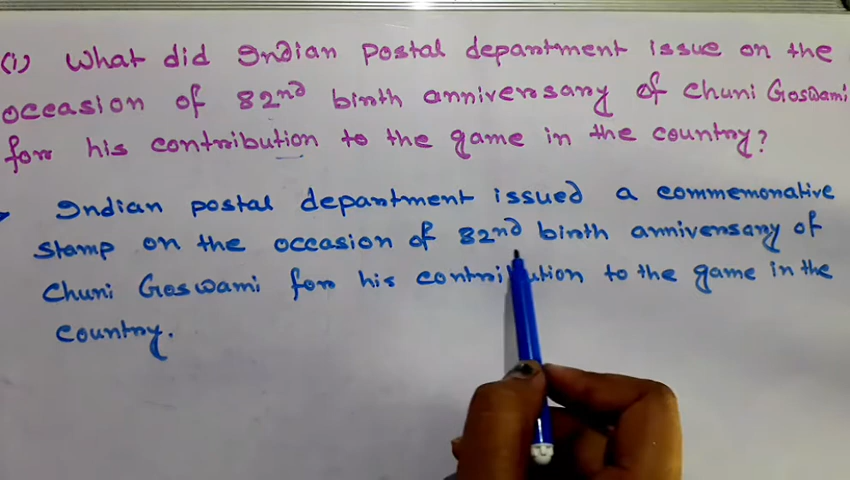 (i) What did Indian postal department issue on the
occasion of 82nd birth anniversary of Chuni Goswami
for his contribution to the game in the country?
Indian postal department issued a commemorative
stamp on the occasion of 82nd birth anniversary of
Chuni Goswami for his contribution to the game in the
country.